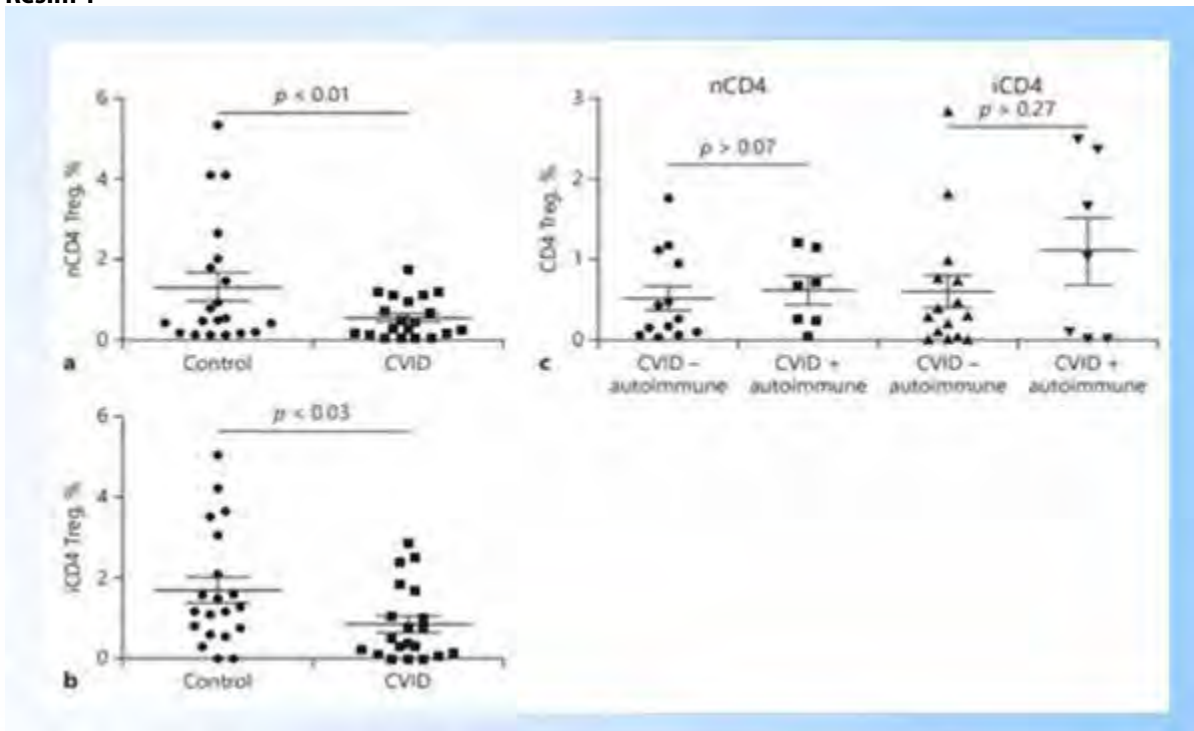 6
p < 0.01
4
nCD4 Treg, %
2
0
a
Control
CVID
nCD4
iCD4
3
p > 0.27
p > 0.07
2
CD4 Treg, %
1
0
c
CVID –
autoimmune
CVID +
autoimmune
CVID –
autoimmune
CVID +
autoimmune
6
p < 0.03
4
iCD4 Treg, %
2
0
b
Control
CVID